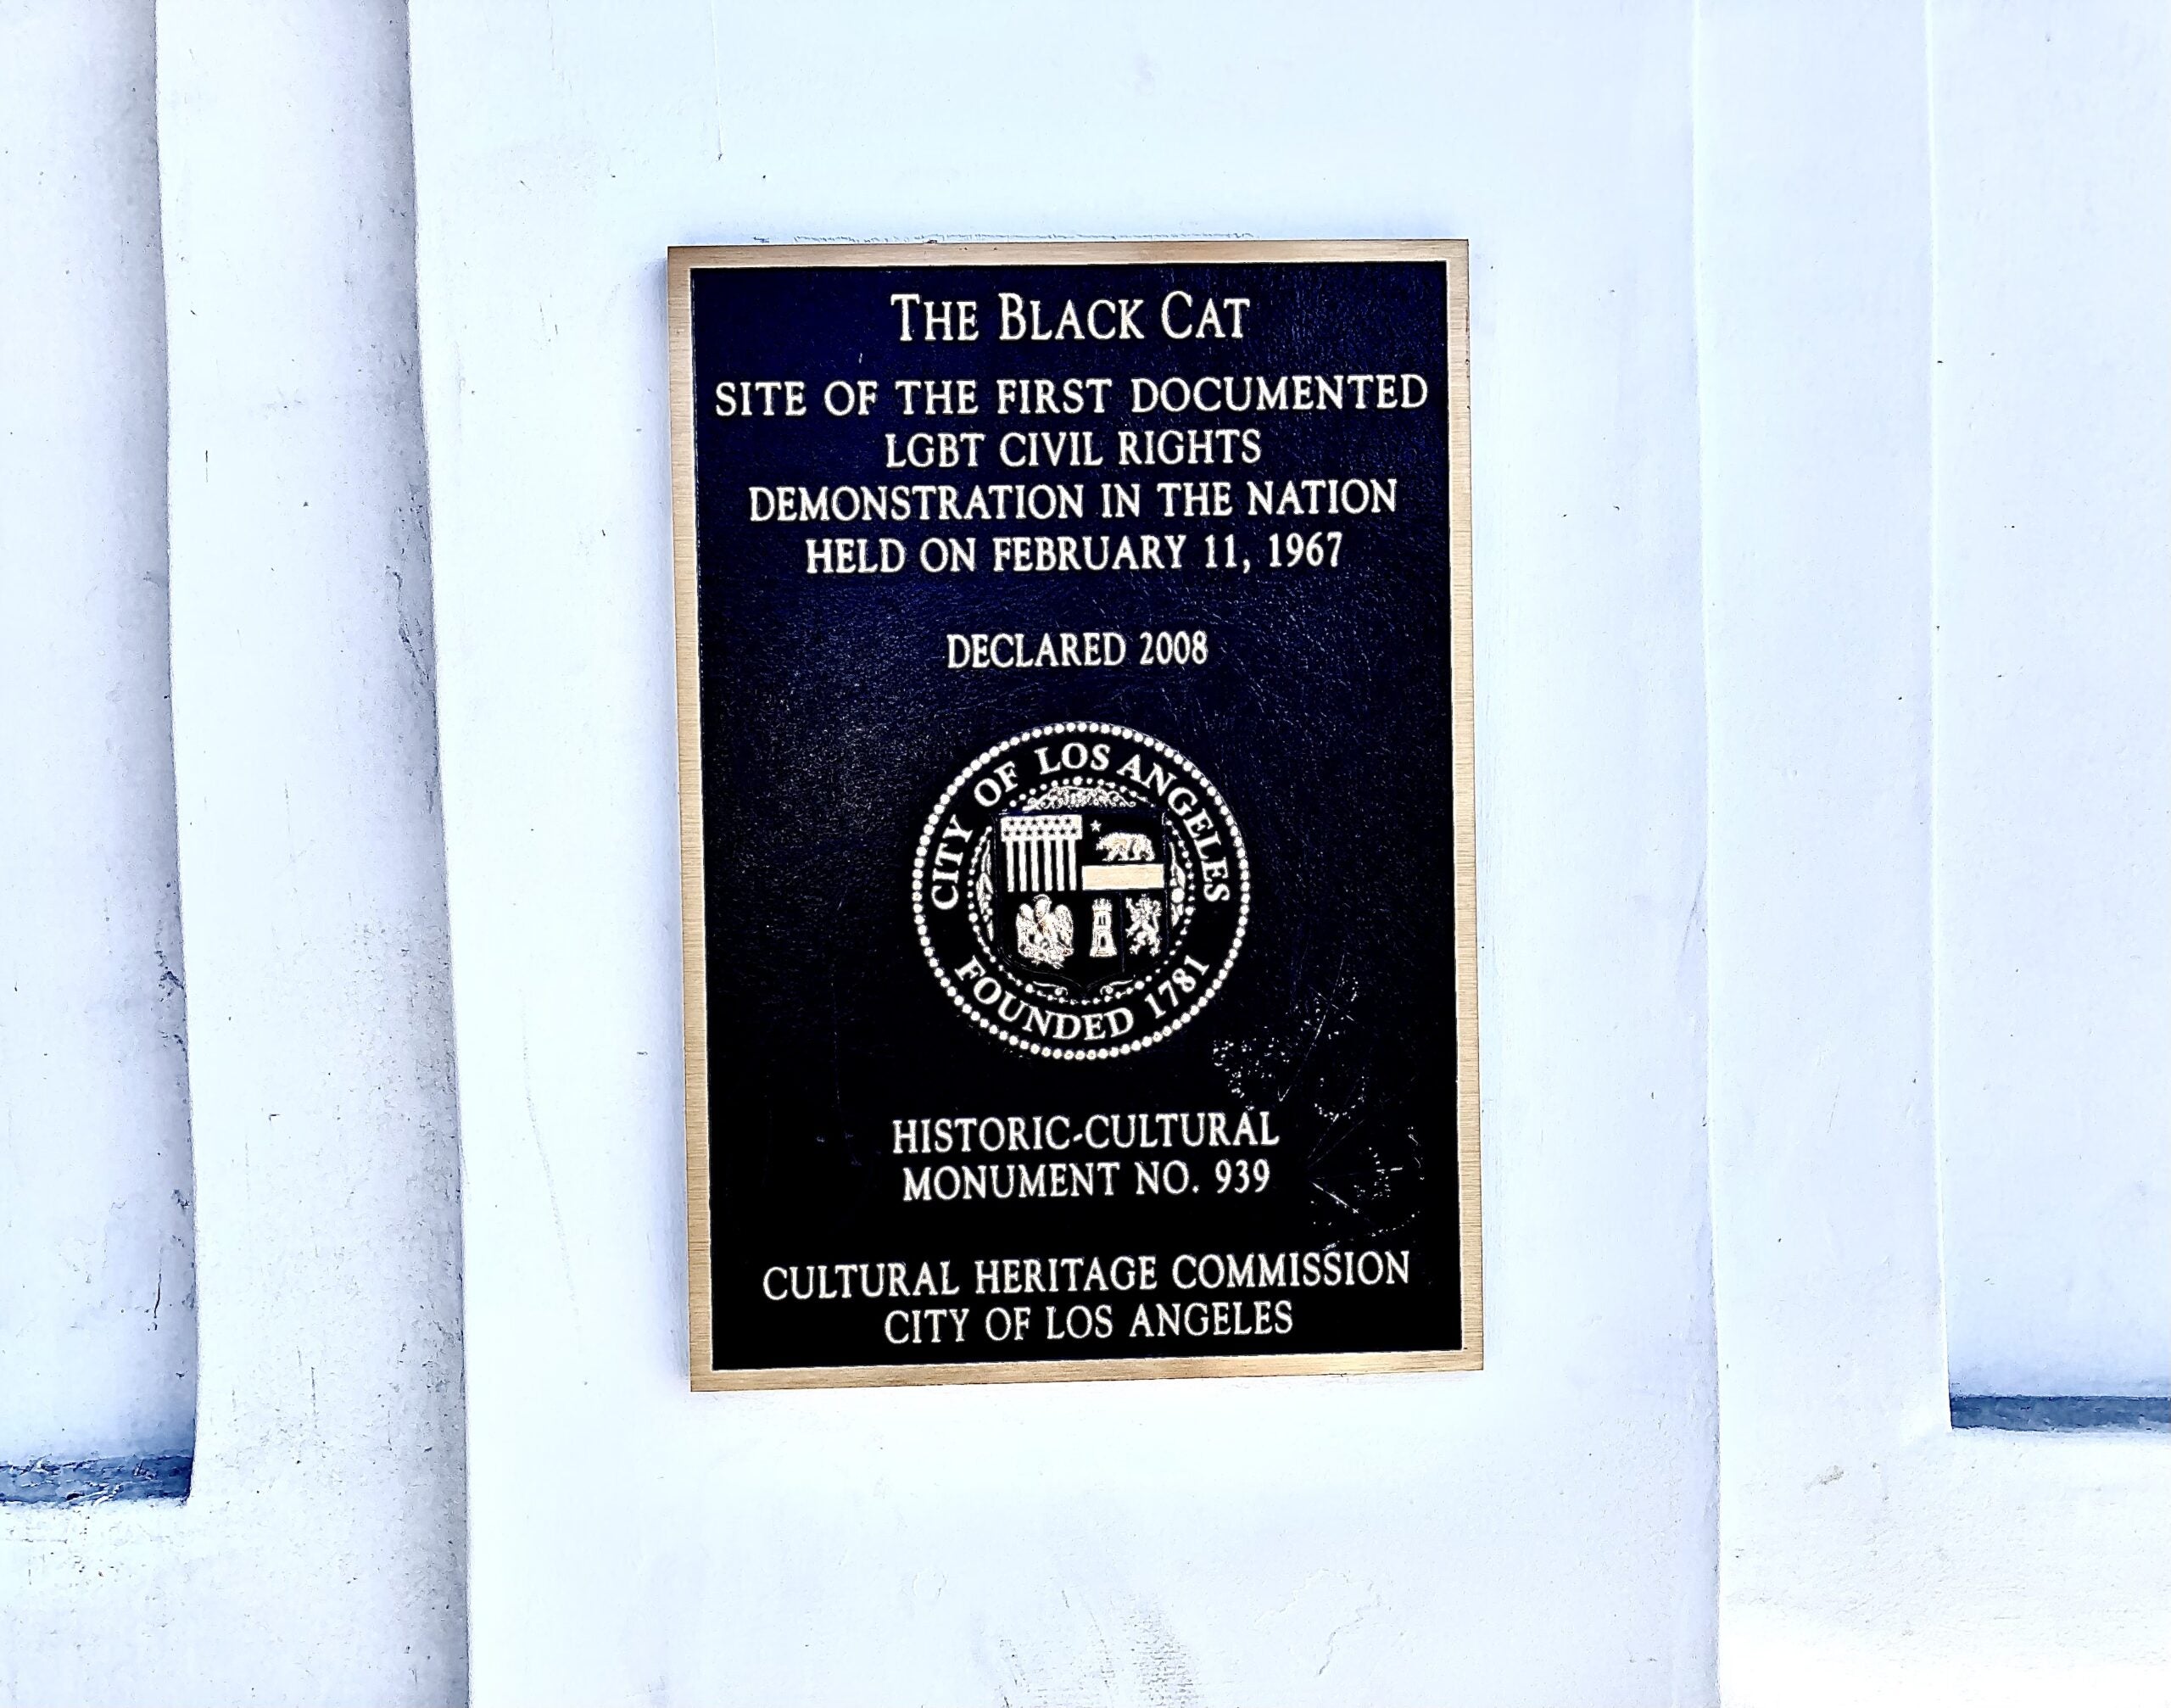 THE BLACK CAT
SITE OF THE FIRST DOCUMENTED
LGBT CIVIL RIGHTS
DEMONSTRATION IN THE NATION
HELD ON FEBRUARY 11, 1967
DECLARED 2008
CITY OF LOS ANGELES
FOUNDED 1781
HISTORIC-CULTURAL
MONUMENT NO. 939
CULTURAL HERITAGE COMMISSION
CITY OF LOS ANGELES